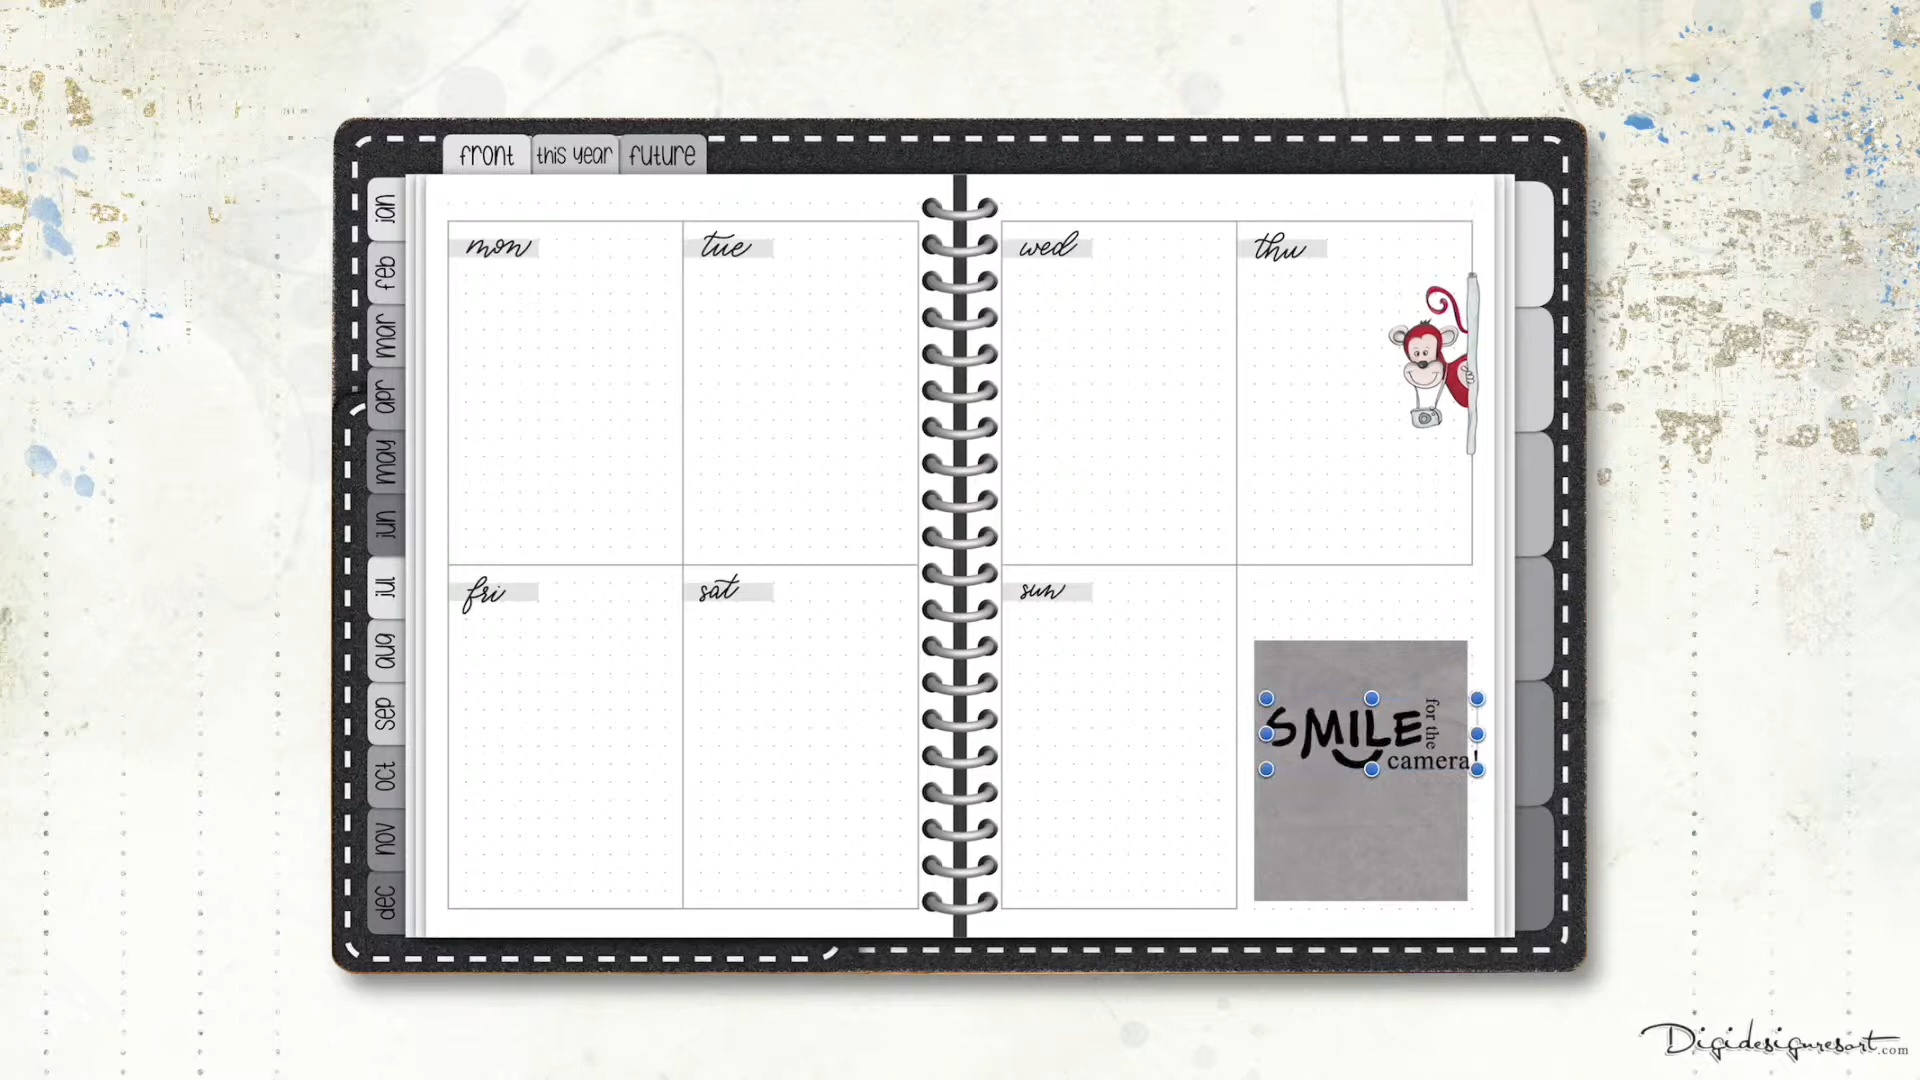 front this year future
jan
feb
mar
apr
may
jun
jul
aug
sep
oct
nov
dec
mon tue wed thu
fri sat sun
SMILE for the
camera!
Digidesignresort.com